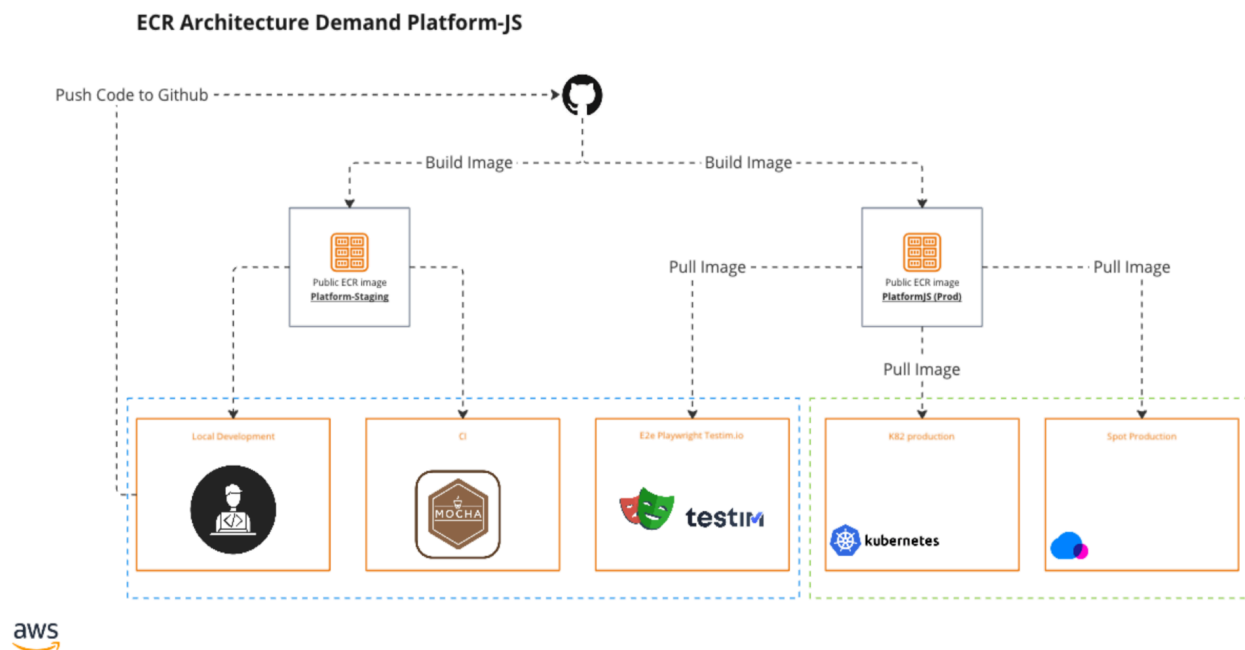 ECR Architecture Demand Platform-JS
Push Code to Github
Build Image
Build Image
Public ECR image
Platform-Staging
Public ECR image
PlatformJS (Prod)
Pull Image
Pull Image
Pull Image
Local Development
CI
E2e Playwright Testim.io
K82 production
Spot Production
MOCHA
testim
kubernetes
aws